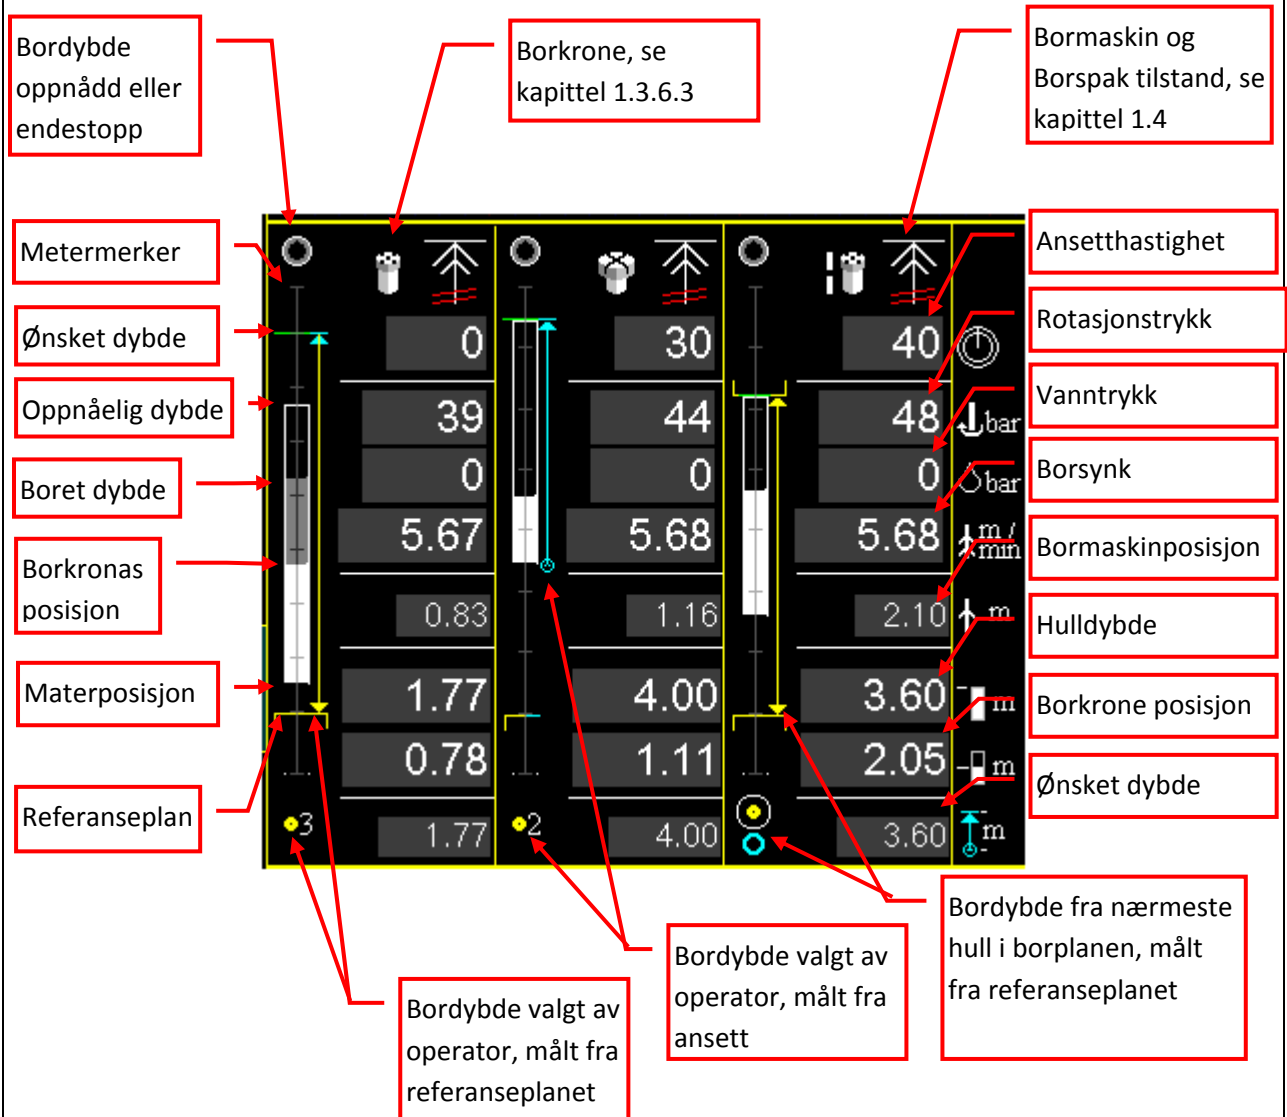 Bordybde
oppnådd eller
endestopp
Borkrone, se
kapittel 1.3.6.3
Bormaskin og
Borspak tilstand, se
kapittel 1.4
Metermerker
Ønsket dybde
Oppnåelig dybde
Boret dybde
Borkronas
posisjon
Materposisjon
Referanseplan
0
30
40
39
44
48
bar
0
0
0
bar
5.67
5.68
5.68
m/
min
0.83
1.16
2.10
m
1.77
4.00
3.60
m
0.78
1.11
2.05
m
3
1.77
2
4.00
3.60
m
Ansetthastighet
Rotasjonstrykk
Vanntrykk
Borsynk
Bormaskinposisjon
Hulldybde
Borkrone posisjon
Ønsket dybde
Bordybde valgt av
operator, målt fra
referanseplanet
Bordybde valgt av
operator, målt fra
ansett
Bordybde fra nærmeste
hull i borplanen, målt
fra referanseplanet